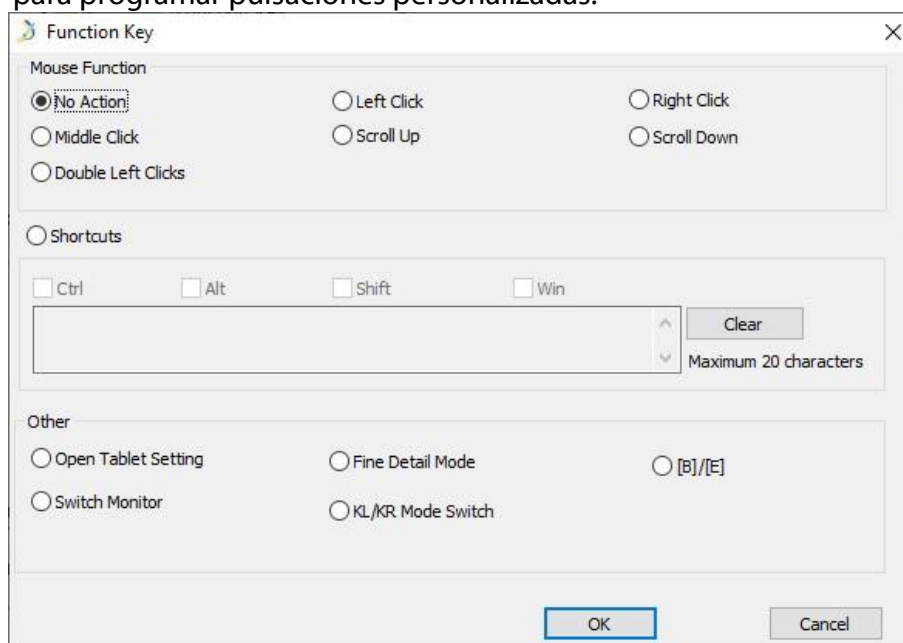 para programar pulsaciones personalizadas.
Function Key
Mouse Function
No Action Left Click Right Click
Middle Click Scroll Up Scroll Down
Double Left Clicks
Shortcuts
Ctrl Alt Shift Win
Clear
Maximum 20 characters
Other
Open Tablet Setting Fine Detail Mode [B]/[E]
Switch Monitor KL/KR Mode Switch
OK Cancel